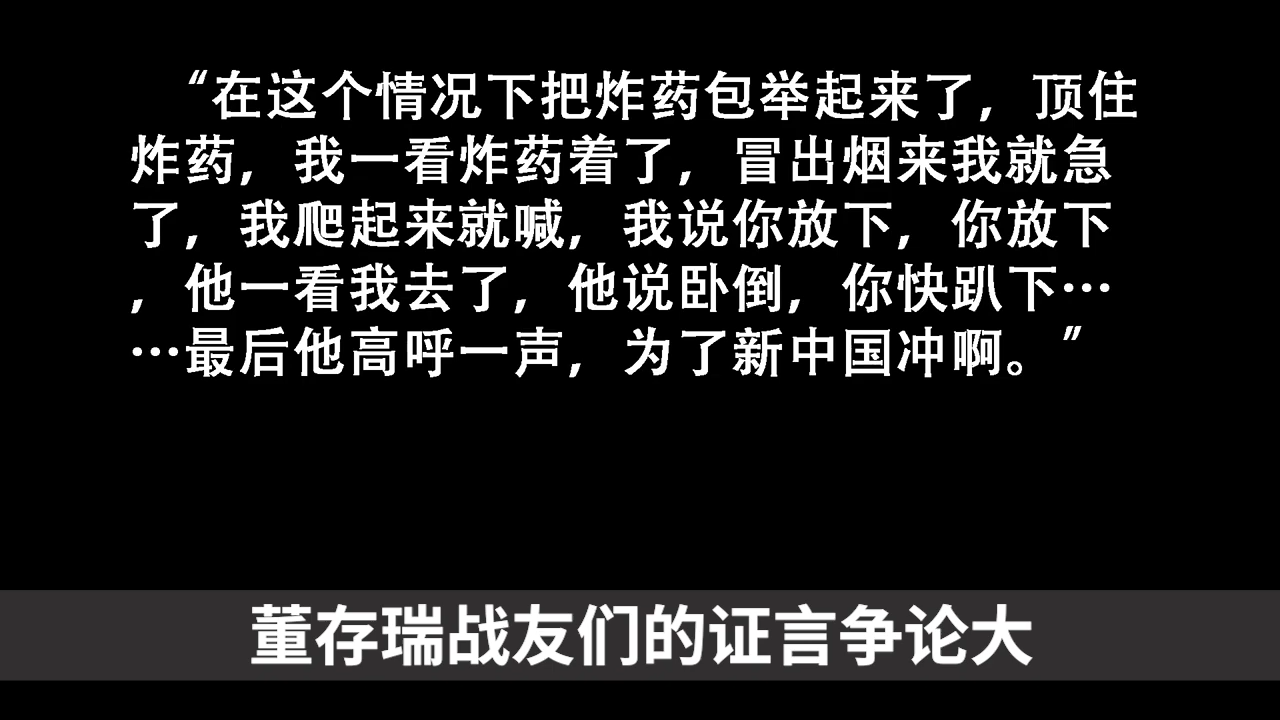 “在这个情况下把炸药包举起来了，顶住
炸药，我一看炸药着了，冒出烟来我就急
了，我爬起来就喊，我说你放下，你放下
，他一看我去了，他说卧倒，你快趴下…
…最后他高呼一声，为了新中国冲啊。”
董存瑞战友们的证言争论大